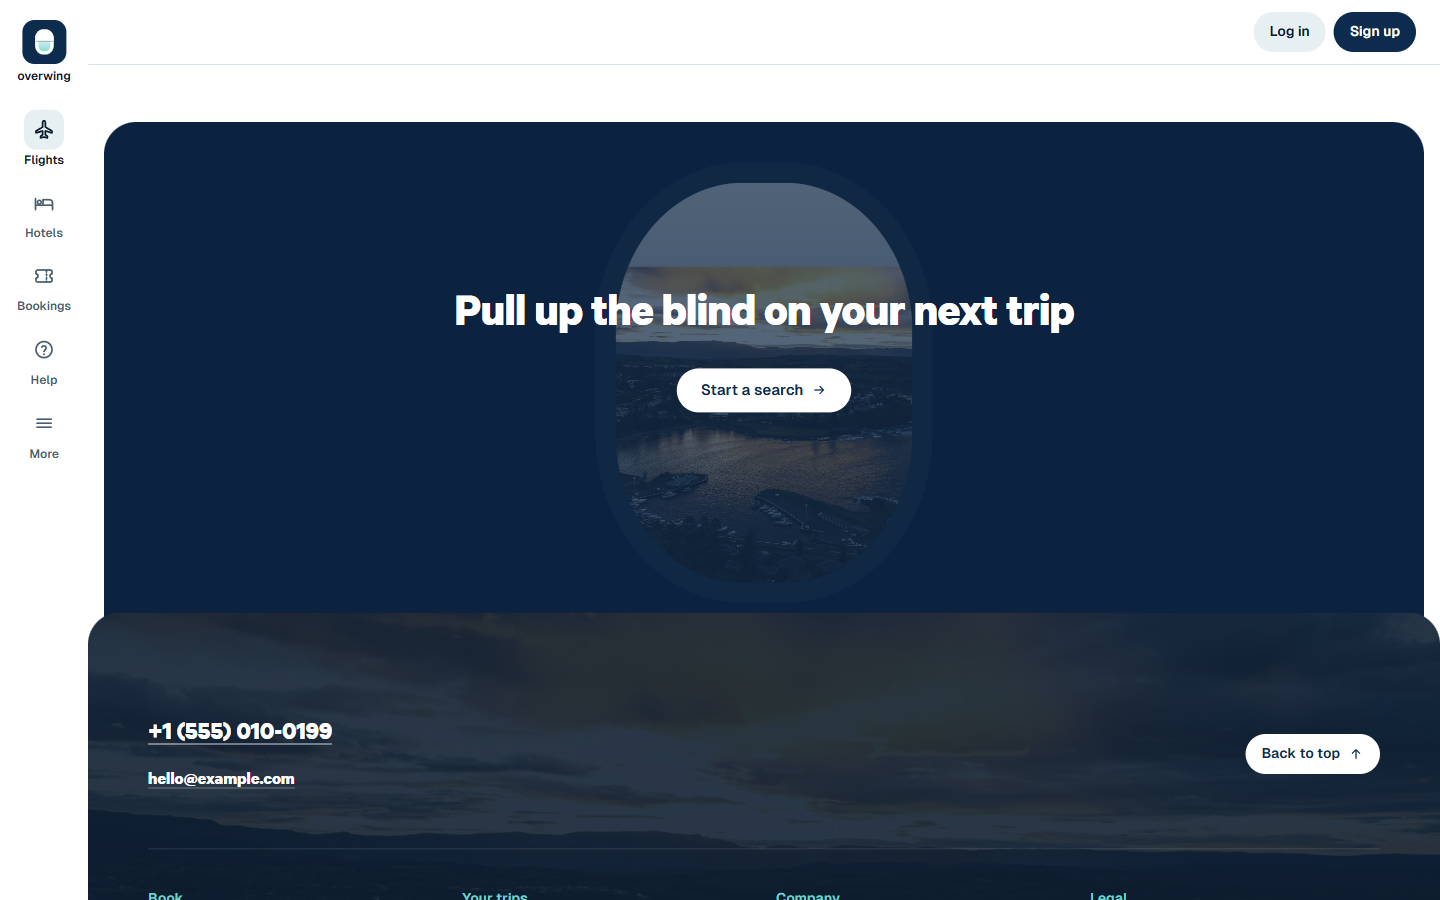 Log in
Sign up
overwing
Flights
Hotels
Bookings
Help
More
Pull up the blind on your next trip
Start a search
+1 (555) 010-0199
hello@example.com
Back to top
Book
Your trips
Company
Legal